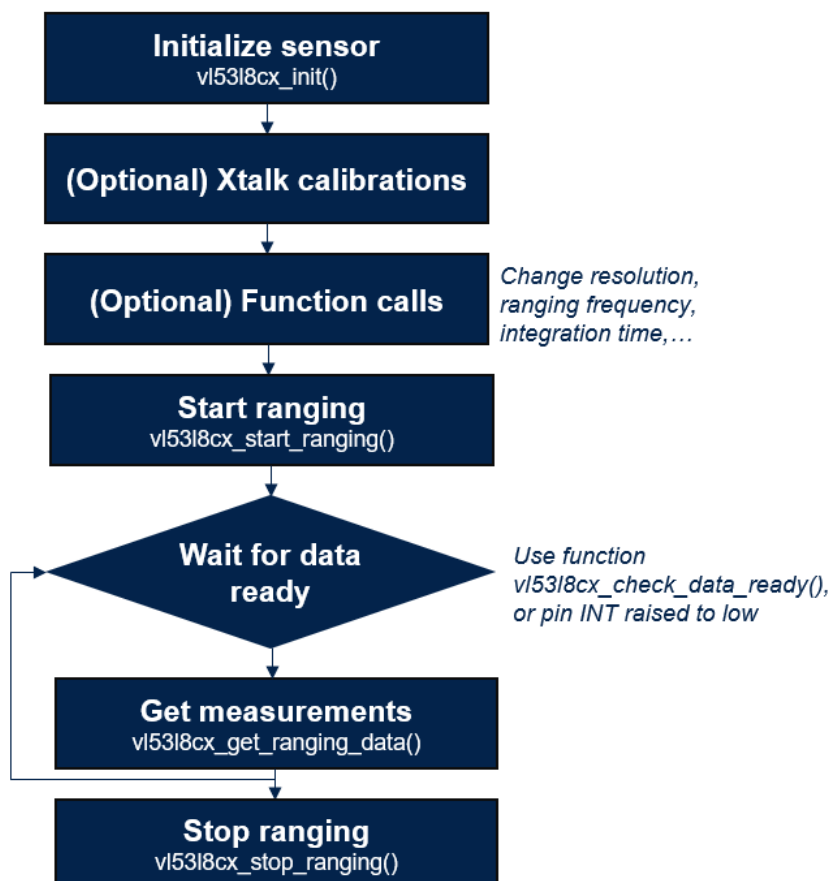 Initialize sensor
vl53l8cx_init()
(Optional) Xtalk calibrations
(Optional) Function calls
Change resolution,
ranging frequency,
integration time,…
Start ranging
vl53l8cx_start_ranging()
Wait for data
ready
Use function
vl53l8cx_check_data_ready(),
or pin INT raised to low
Get measurements
vl53l8cx_get_ranging_data()
Stop ranging
vl53l8cx_stop_ranging()